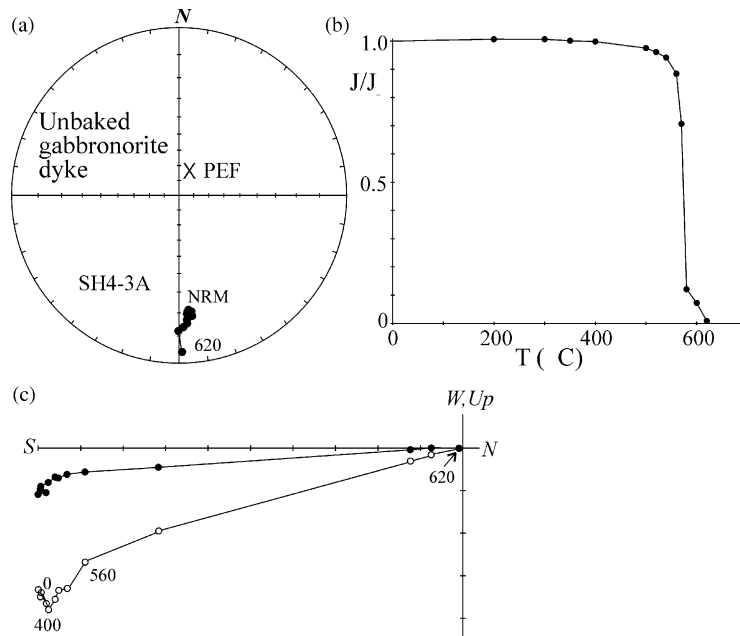 (a)
N
Unbaked
gabbronorite
dyke
X PEF
SH4-3A
NRM
620
(b)
1.0
J/J
0.5
0
0
200
400
600
T ( C)
(c)
W,Up
S
N
620
0
560
400